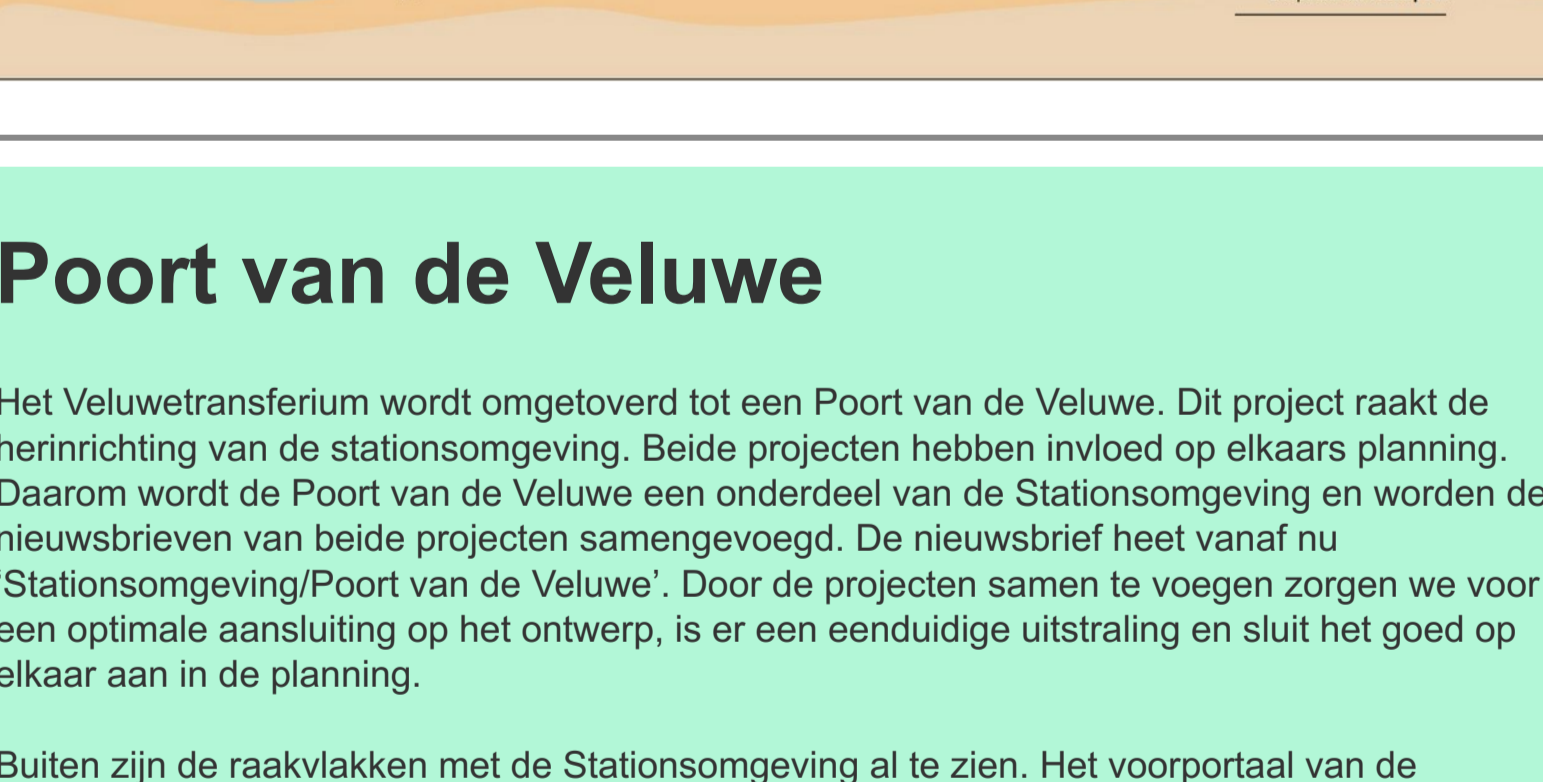 Poort van de Veluwe
Het Veluwetransferium wordt omgetoverd tot een Poort van de Veluwe. Dit project raakt de
herinrichting van de stationsomgeving. Beide projecten hebben invloed op elkaars planning.
Daarom wordt de Poort van de Veluwe een onderdeel van de Stationsomgeving en worden de
nieuwsbrieven van beide projecten samengevoegd. De nieuwsbrief heet vanaf nu
‘Stationsomgeving/Poort van de Veluwe’. Door de projecten samen te voegen zorgen we voor
een optimale aansluiting op het ontwerp, is er een eenduidige uitstraling en sluit het goed op
elkaar aan in de planning.
Buiten zijn de raakvlakken met de Stationsomgeving al te zien. Het voorportaal van de